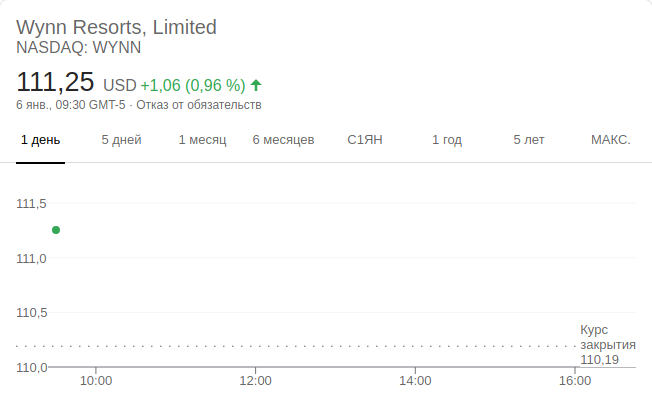 Wynn Resorts, Limited
NASDAQ: WYNN
111,25 USD +1,06 (0,96 %)
6 янв., 09:30 GMT-5 · Отказ от обязательств
1 день 5 дней 1 месяц 6 месяцев С1ЯН 1 год 5 лет МАКС.
111,5
111,0
110,5
Курс
закрытия
110,19
110,0
10:00 12:00 14:00 16:00